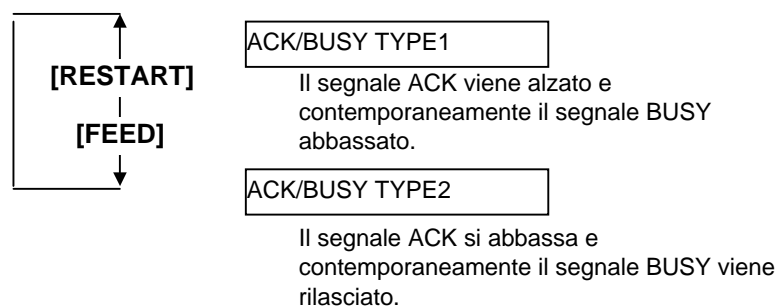 ACK/BUSY TYPE1
[RESTART]
Il segnale ACK viene alzato e
contemporaneamente il segnale BUSY
abbassato.
[FEED]
ACK/BUSY TYPE2
Il segnale ACK si abbassa e
contemporaneamente il segnale BUSY viene
rilasciato.